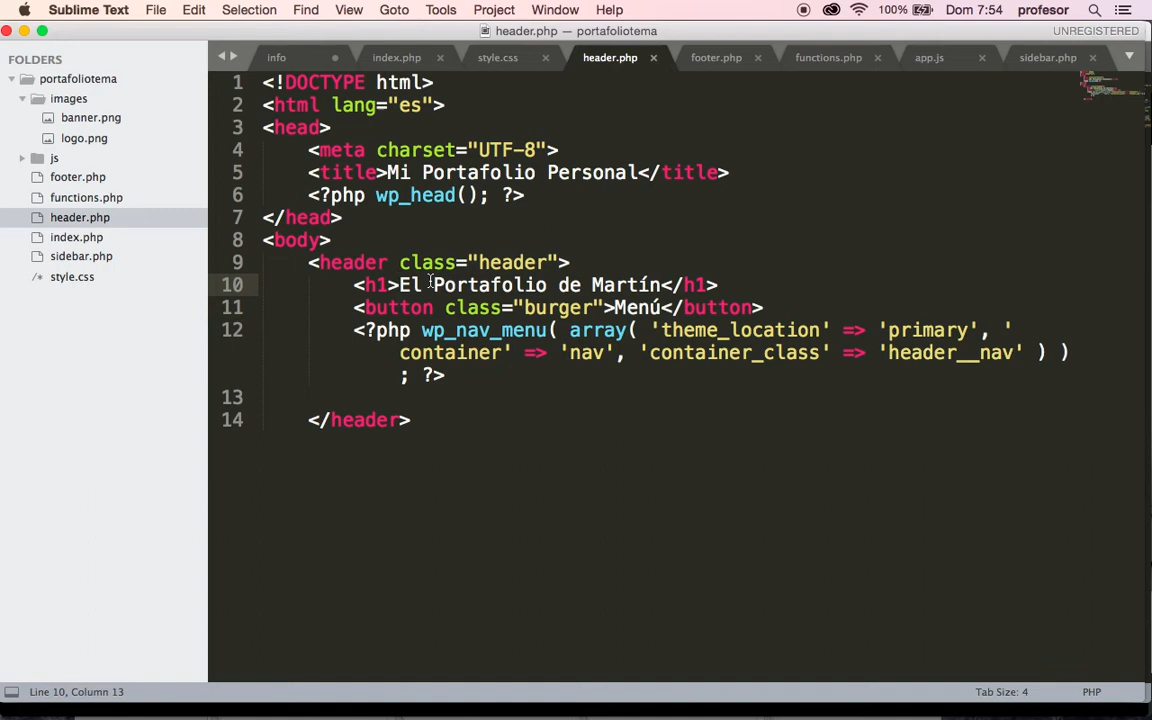 Sublime Text File Edit Selection Find View Goto Tools Project Window Help 100% Dom 7:54 profesor
header.php — portafoliotema UNREGISTERED
FOLDERS
portafoliotema
images
banner.png
logo.png
js
footer.php
functions.php
header.php
index.php
sidebar.php
style.css
info index.php style.css header.php footer.php functions.php app.js sidebar.php
1 <!DOCTYPE html>
2 <html lang="es">
3 <head>
4 <meta charset="UTF-8">
5 <title>Mi Portafolio Personal</title>
6 <?php wp_head(); ?>
7 </head>
8 <body>
9 <header class="header">
10 <h1>El Portafolio de Martín</h1>
11 <button class="burger">Menú</button>
12 <?php wp_nav_menu( array( 'theme_location' => 'primary', '
container' => 'nav', 'container_class' => 'header__nav' ) )
; ?>
13
14 </header>
Line 10, Column 13 Tab Size: 4 PHP